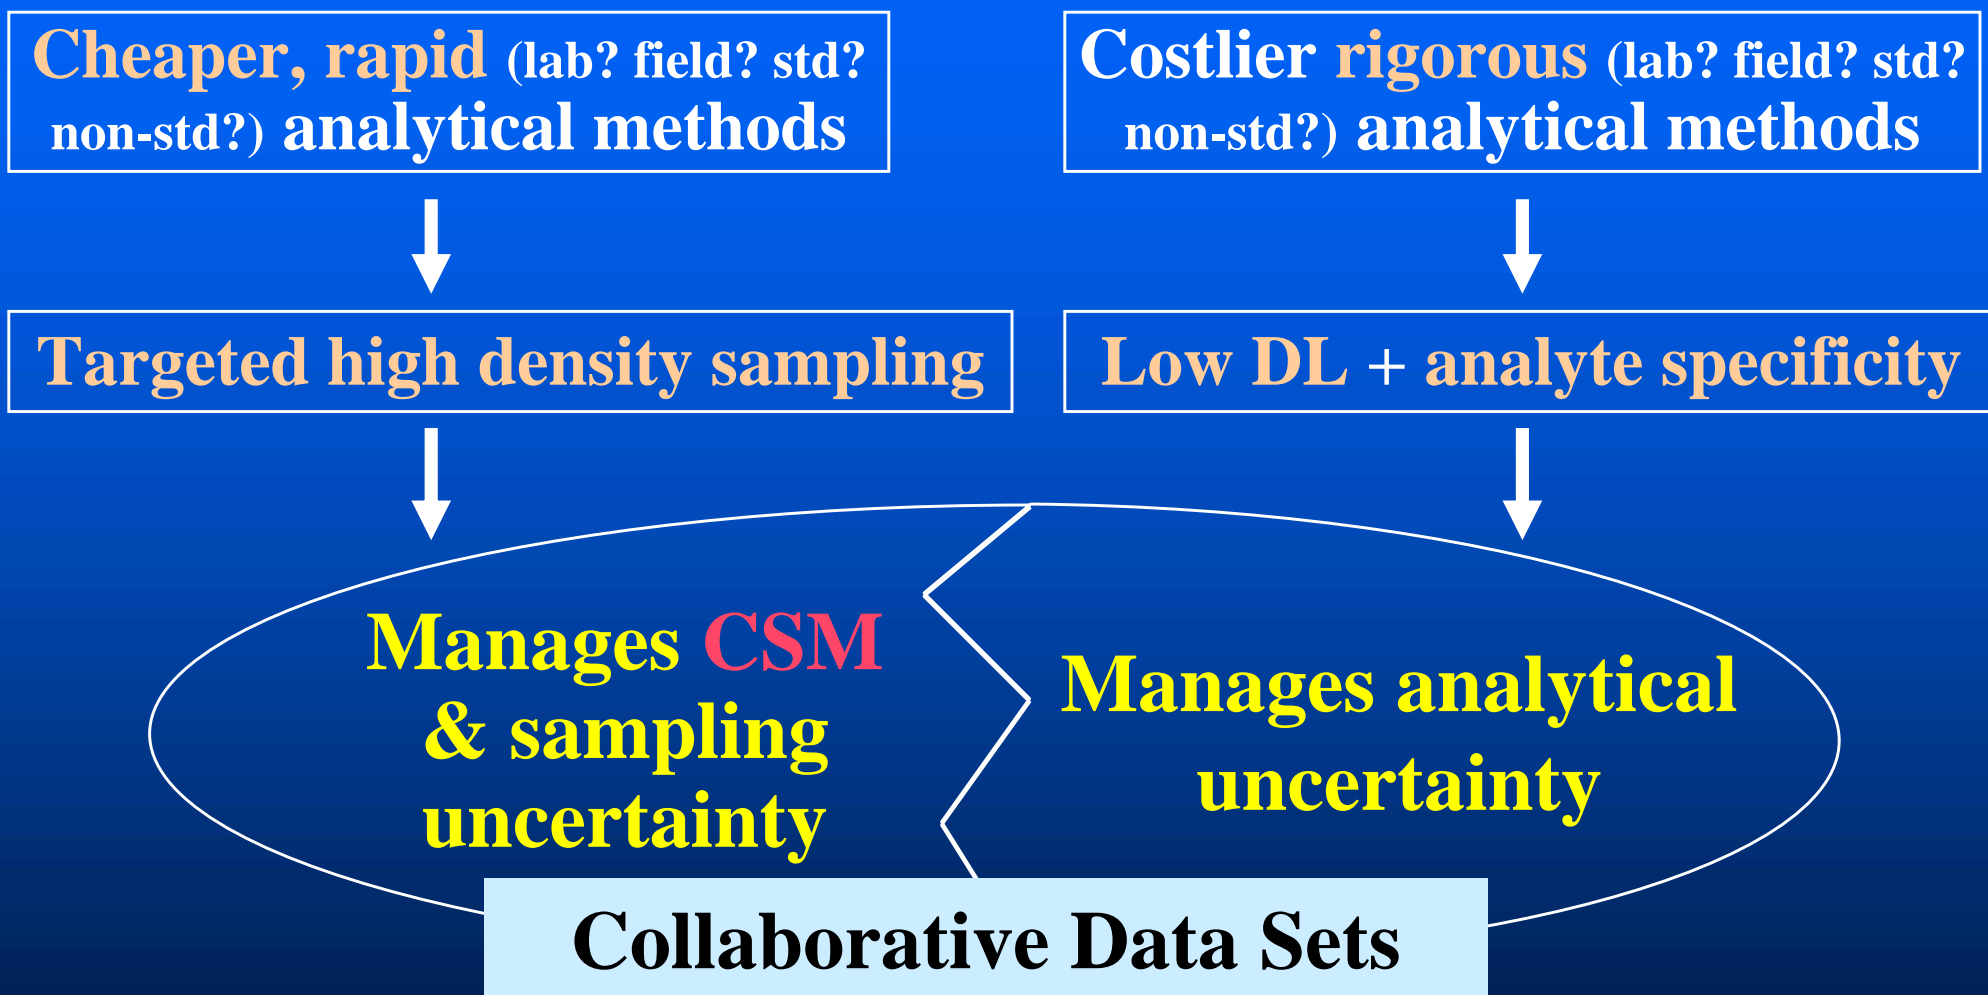 Cheaper, rapid (lab? field? std?
non-std?) analytical methods
Costlier rigorous (lab? field? std?
non-std?) analytical methods
Targeted high density sampling
Low DL + analyte specificity
Manages CSM
& sampling
uncertainty
Manages analytical
uncertainty
Collaborative Data Sets